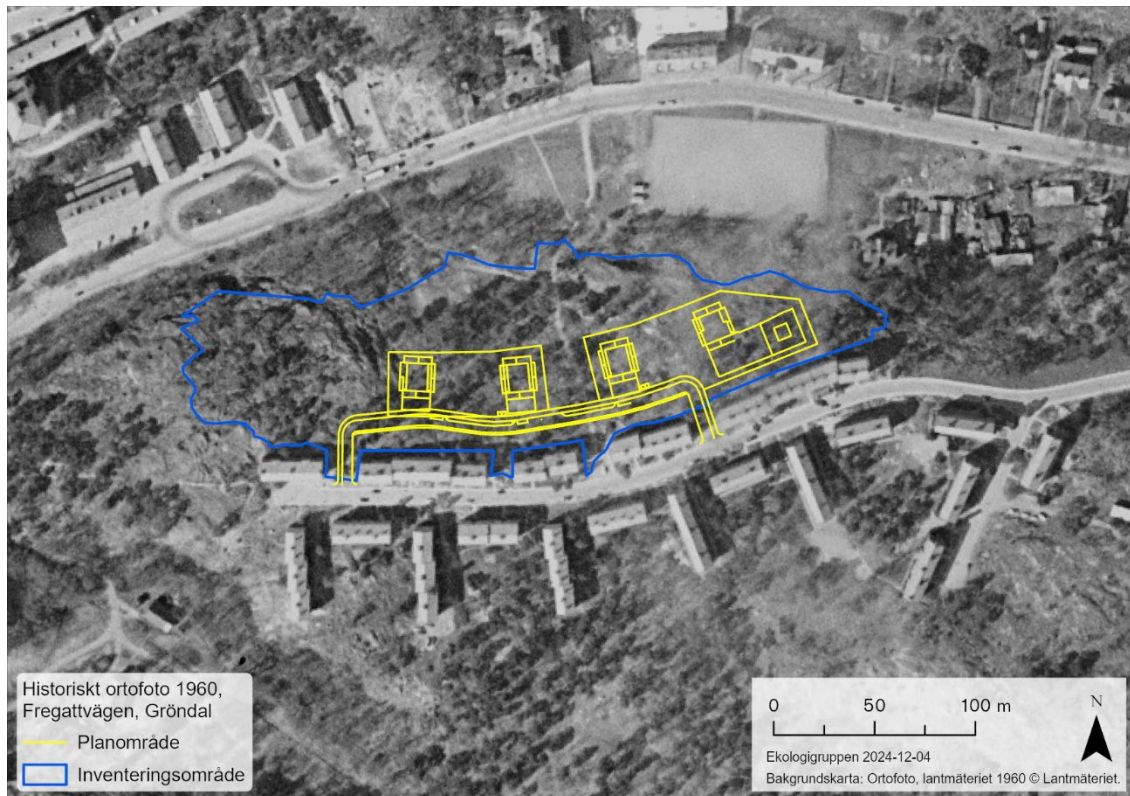 Historiskt ortofoto 1960,
Fregattvägen, Gröndal
Planområde
Inventeringsområde
0 50 100 m
N
Ekologigruppen 2024-12-04
Bakgrundskarta: Ortofoto, lantmäteriet 1960 © Lantmäteriet.